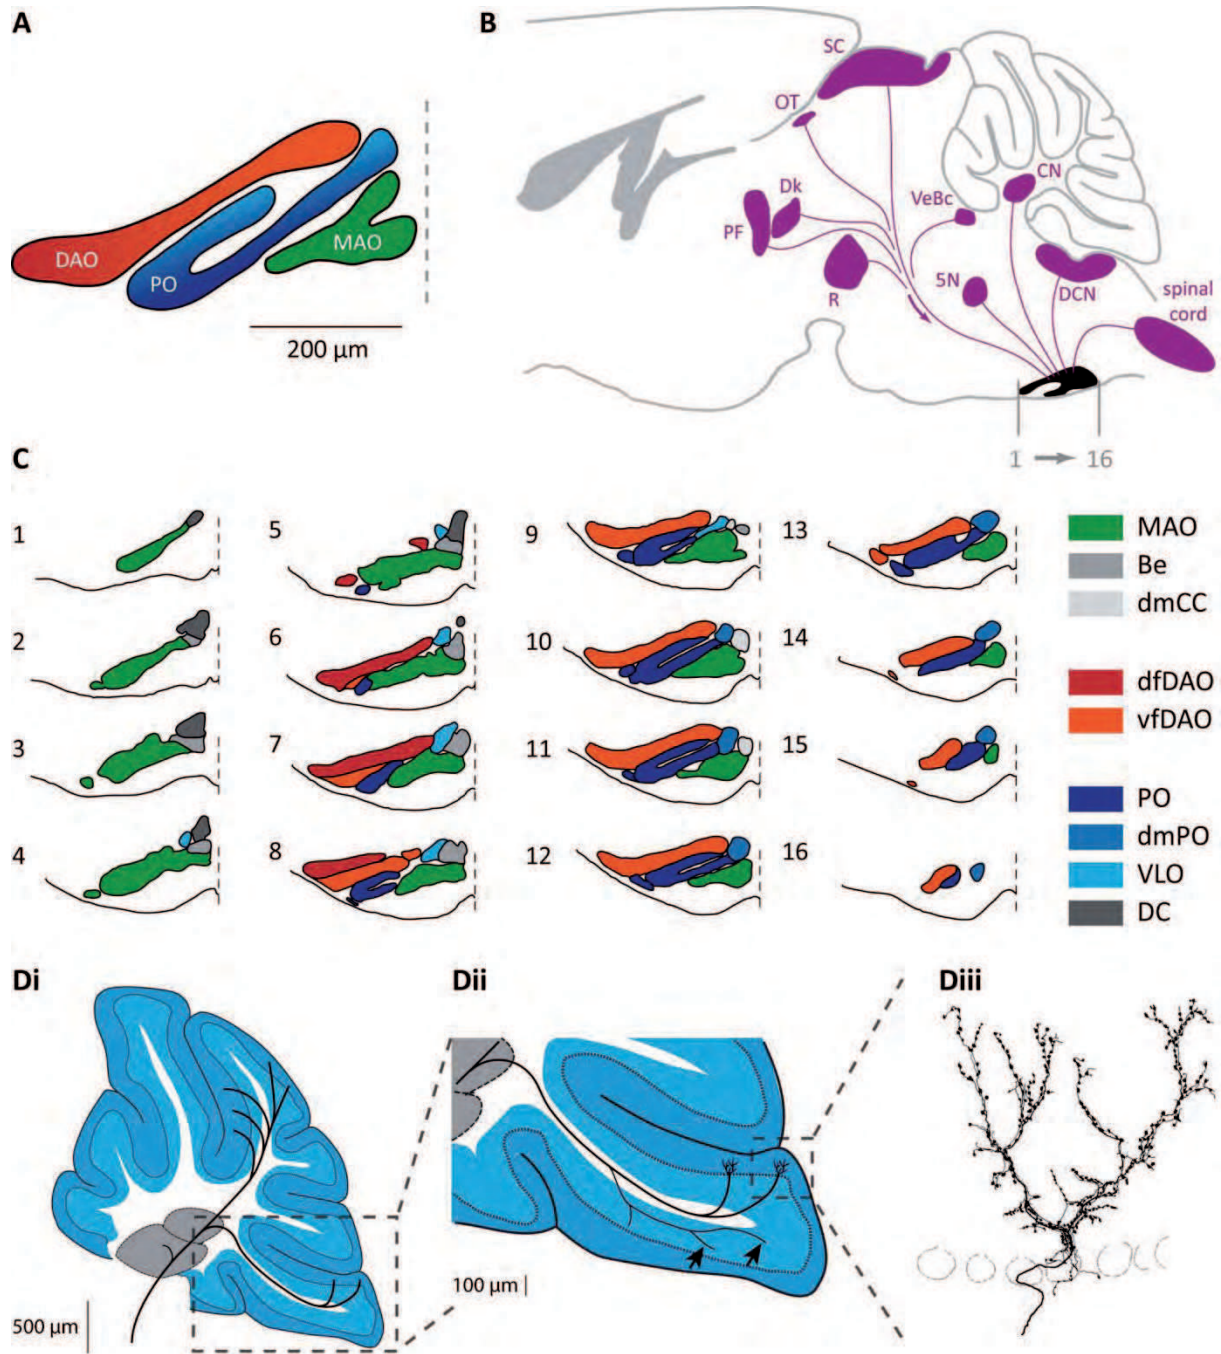 A
DAO
PO
MAO
200 µm
B
SC
OT
Dk
PF
R
VeBc
CN
5N
DCN
spinal
cord
1
16
C
1
2
3
4
5
6
7
8
9
10
11
12
13
14
15
16
MAO
Be
dmCC
dfDAO
vfDAO
PO
dmPO
VLO
DC
Di
500 µm
Dii
100 µm
Diii